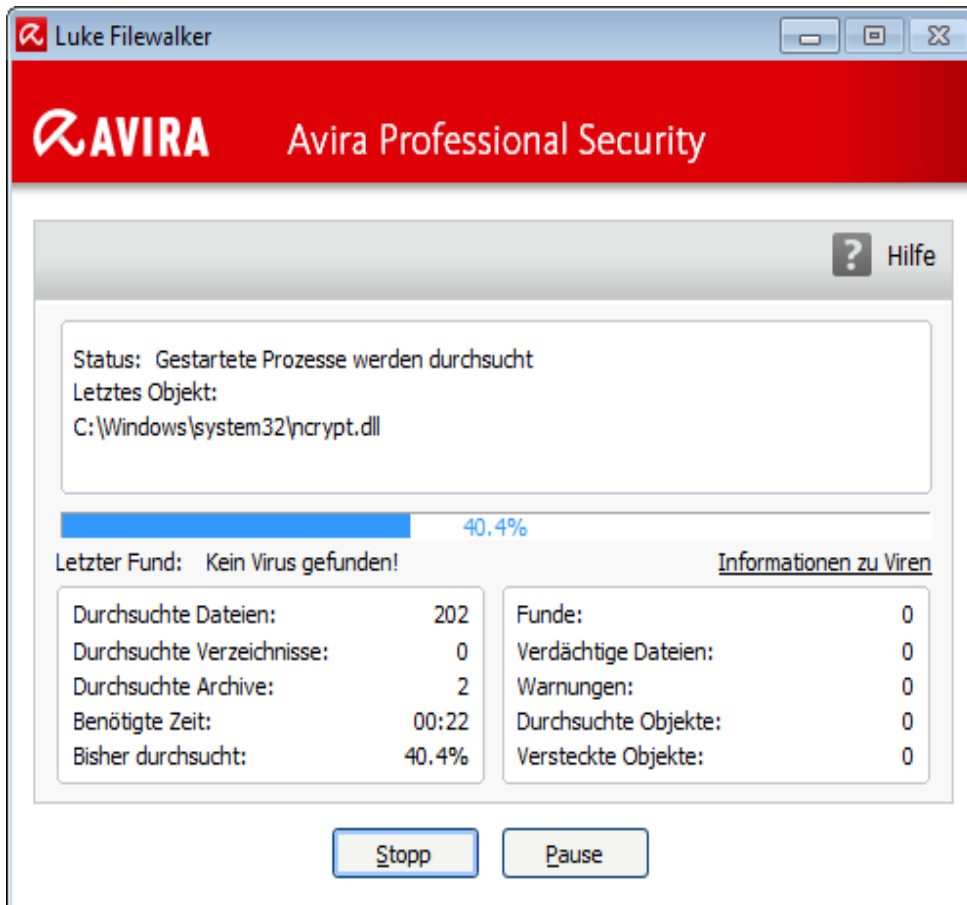 Luke Filewalker
AVIRA Avira Professional Security
? Hilfe
Status: Gestartete Prozesse werden durchsucht
Letztes Objekt:
C:\Windows\system32\ncrypt.dll
40.4%
Letzter Fund: Kein Virus gefunden! Informationen zu Viren
Durchsuchte Dateien: 202
Durchsuchte Verzeichnisse: 0
Durchsuchte Archive: 2
Benötigte Zeit: 00:22
Bisher durchsucht: 40.4%
Funde: 0
Verdächtige Dateien: 0
Warnungen: 0
Durchsuchte Objekte: 0
Versteckte Objekte: 0
Stopp Pause